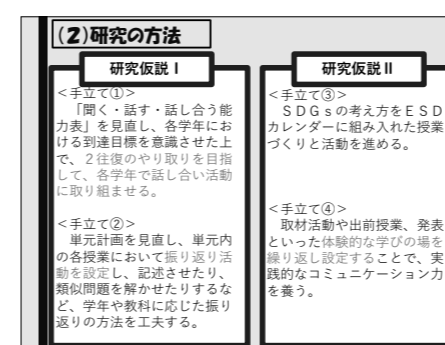 (2)研究の方法
研究仮説Ⅰ
<手立て①>
「聞く・話す・話し合う能
力表」を見直し、各学年にお
ける到達目標を意識させた上
で、２往復のやり取りを目指
して、各学年で話し合い活動
に取り組ませる。
<手立て②>
単元計画を見直し、単元内
の各授業において振り返り活
動を設定し、記述させたり、
類似問題を解かせたりするな
ど、学年や教科に応じた振り
返りの方法を工夫する。
研究仮説Ⅱ
<手立て③>
ＳＤＧｓの考え方をＥＳＤ
カレンダーに組み入れた授業
づくりと活動を進める。
<手立て④>
取材活動や出前授業、発表
といった体験的な学びの場を
繰り返し設定することで、実
践的なコミュニケーション力
を養う。